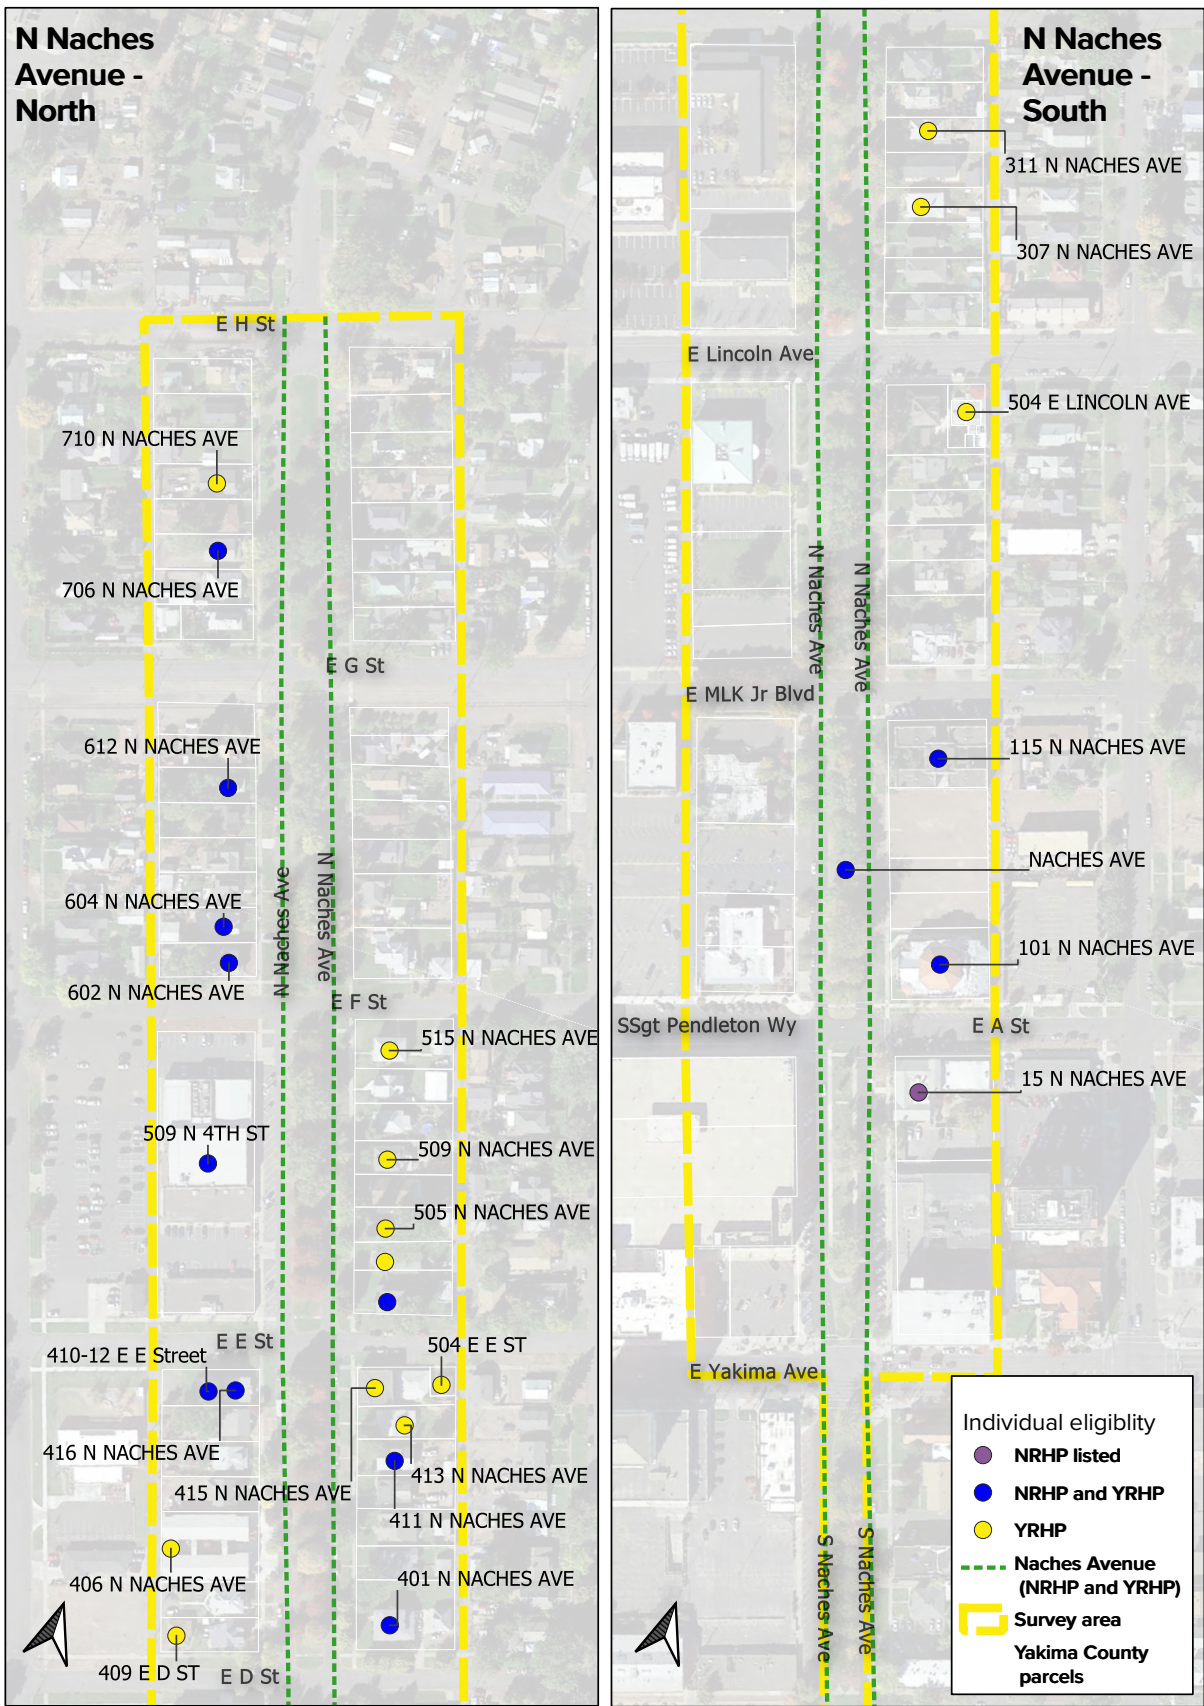 N Naches
Avenue -
North
E H St
710 N NACHES AVE
706 N NACHES AVE
E G St
612 N NACHES AVE
N Naches Ave
N Naches Ave
604 N NACHES AVE
602 N NACHES AVE
E F St
515 N NACHES AVE
509 N 4TH ST
509 N NACHES AVE
505 N NACHES AVE
E E St
410-12 E E Street
504 E E ST
416 N NACHES AVE
415 N NACHES AVE
413 N NACHES AVE
411 N NACHES AVE
406 N NACHES AVE
401 N NACHES AVE
409 E D ST
E D St
N Naches
Avenue -
South
311 N NACHES AVE
307 N NACHES AVE
E Lincoln Ave
504 E LINCOLN AVE
N Naches Ave
N Naches Ave
E MLK Jr Blvd
115 N NACHES AVE
NACHES AVE
101 N NACHES AVE
SSgt Pendleton Wy
E A St
15 N NACHES AVE
E Yakima Ave
S Naches Ave
S Naches Ave
Individual eligiblity
NRHP listed
NRHP and YRHP
YRHP
Naches Avenue
(NRHP and YRHP)
Survey area
Yakima County
parcels